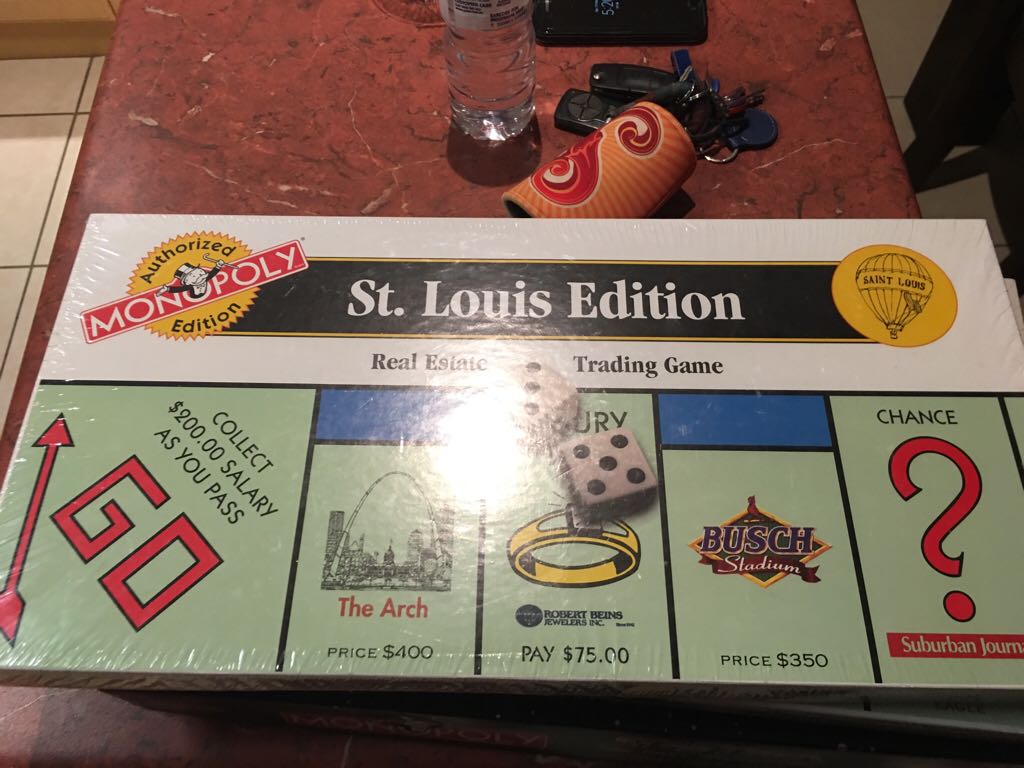 Authorized
MONOPOLY
Edition
St. Louis Edition
SAINT LOUIS
Real Estate Trading Game
COLLECT
$200.00 SALARY
AS YOU PASS
GO
The Arch
PRICE $400
URY
ROBERT BEINS
JEWELERS INC.
PAY $75.00
BUSCH
Stadium
PRICE $350
CHANCE
?
Suburban Journa
MONOPOLY